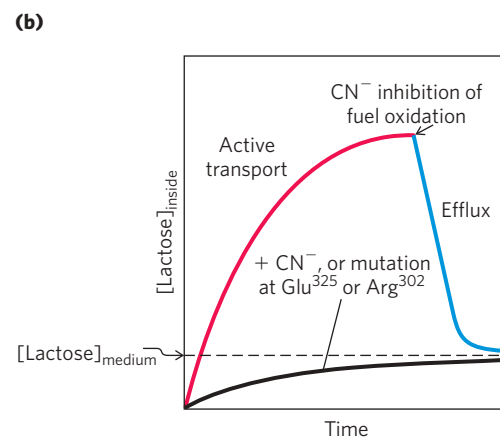 (b)
CN⁻ inhibition of
fuel oxidation
Active
transport
Efflux
[Lactose]inside
+ CN⁻, or mutation
at Glu³²⁵ or Arg³⁰²
[Lactose]medium
Time